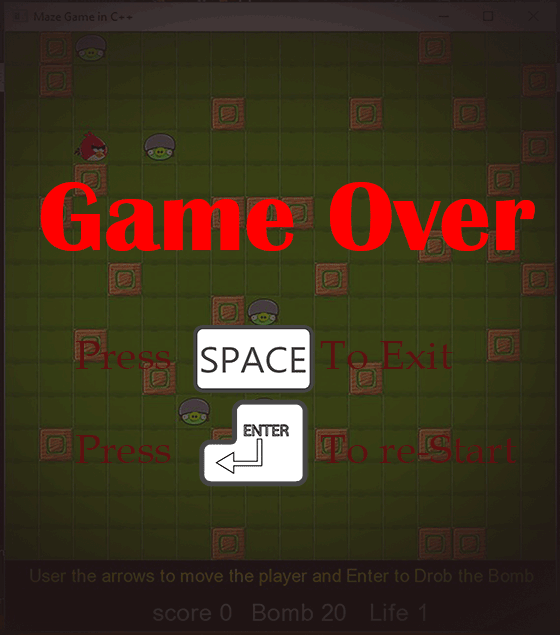 Maze Game in C++
Game Over
Press SPACE To Exit
ENTER
Press To re-Start
User the arrows to move the player and Enter to Drob the Bomb
score 0 Bomb 20 Life 1